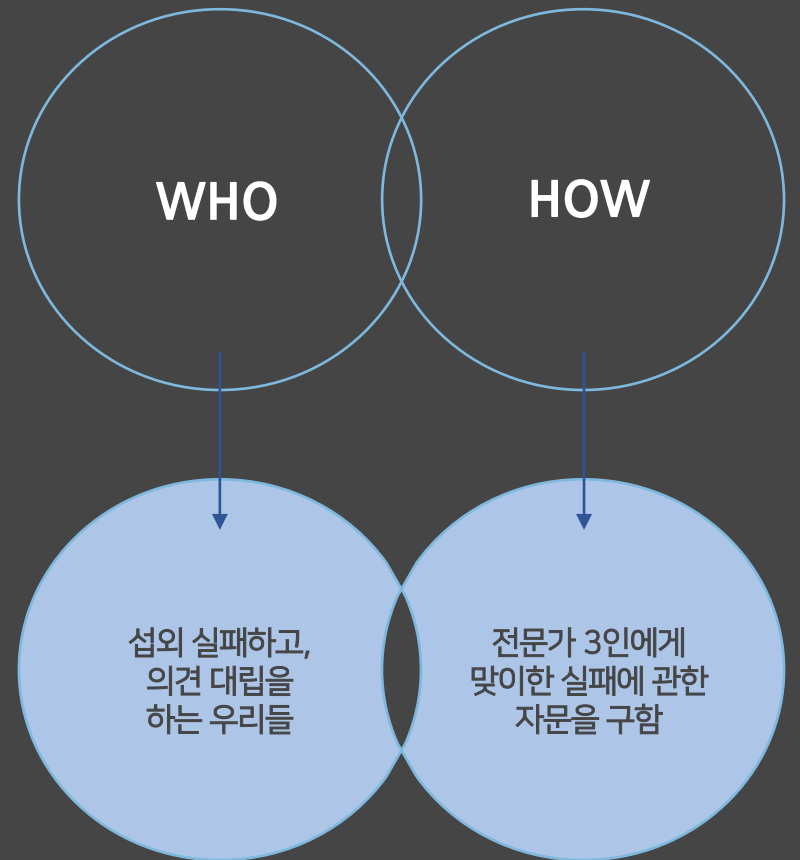 WHO
HOW
섭외 실패하고,
의견 대립을
하는 우리들
전문가 3인에게
맞이한 실패에 관한
자문을 구함